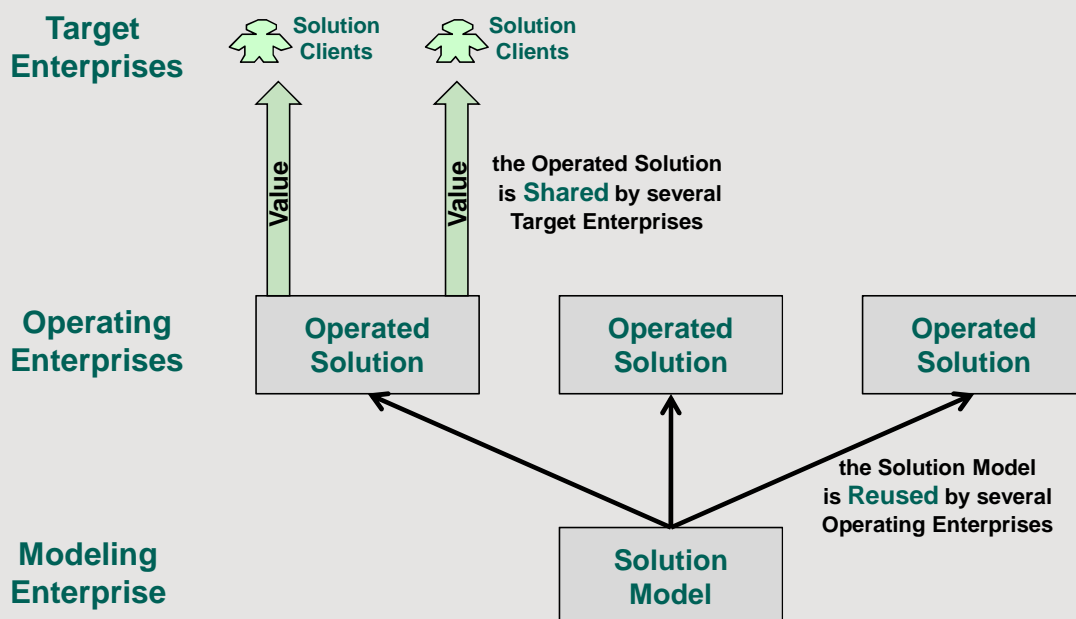 Target
Enterprises
Solution
Clients
Solution
Clients
Value
Value
the Operated Solution
is Shared by several
Target Enterprises
Operating
Enterprises
Operated
Solution
Operated
Solution
Operated
Solution
the Solution Model
is Reused by several
Operating Enterprises
Modeling
Enterprise
Solution
Model